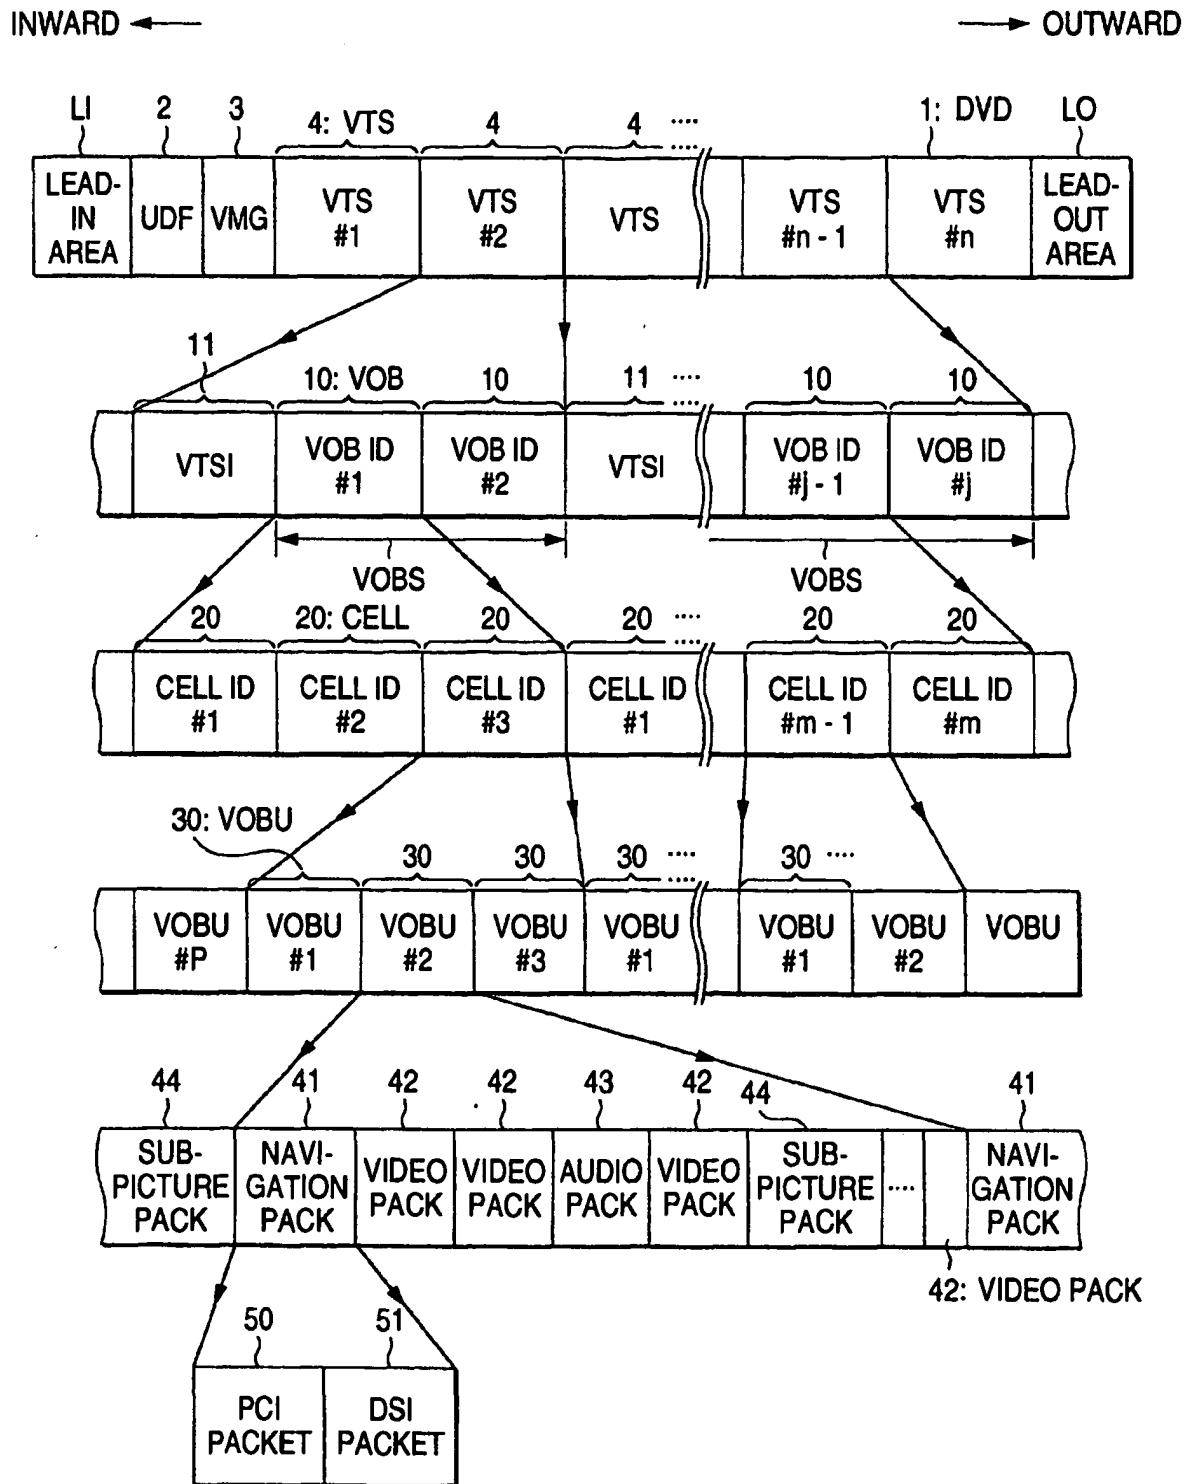 INWARD OUTWARD
LI 2 3 4: VTS 4 4 ···· 1: DVD LO
LEAD-
IN
AREA
UDF
VMG
VTS
#1
VTS
#2
VTS
VTS
#n - 1
VTS
#n
LEAD-
OUT
AREA
11 10: VOB 10 11 ···· 10 10
VTSI
VOB ID
#1
VOB ID
#2
VTSI
VOB ID
#j - 1
VOB ID
#j
VOBS VOBS
20 20: CELL 20 20 ···· 20 20
CELL ID
#1
CELL ID
#2
CELL ID
#3
CELL ID
#1
CELL ID
#m - 1
CELL ID
#m
30: VOBU 30 30 30 ···· 30 ····
VOBU
#P
VOBU
#1
VOBU
#2
VOBU
#3
VOBU
#1
VOBU
#1
VOBU
#2
VOBU
44 41 42 42 43 42 44 41
SUB-
PICTURE
PACK
NAVI-
GATION
PACK
VIDEO
PACK
VIDEO
PACK
AUDIO
PACK
VIDEO
PACK
SUB-
PICTURE
PACK
····
NAVI-
GATION
PACK
42: VIDEO PACK
50 51
PCI
PACKET
DSI
PACKET